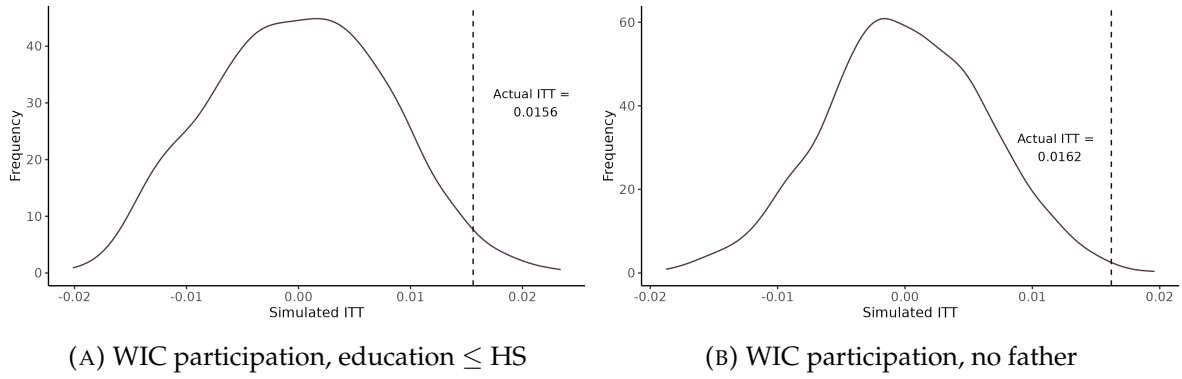 Frequency
40
30
20
10
0
Actual ITT =
0.0156
-0.02 -0.01 0.00 0.01 0.02
Simulated ITT
(A) WIC participation, education ≤ HS
Frequency
60
40
20
0
Actual ITT =
0.0162
-0.02 -0.01 0.00 0.01 0.02
Simulated ITT
(B) WIC participation, no father